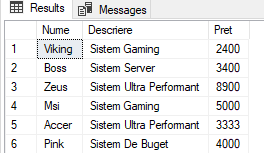 Results Messages
Nume Descriere Pret
1 Viking Sistem Gaming 2400
2 Boss Sistem Server 3400
3 Zeus Sistem Ultra Performant 8900
4 Msi Sistem Gaming 5000
5 Accer Sistem Ultra Performant 3333
6 Pink Sistem De Buget 4000